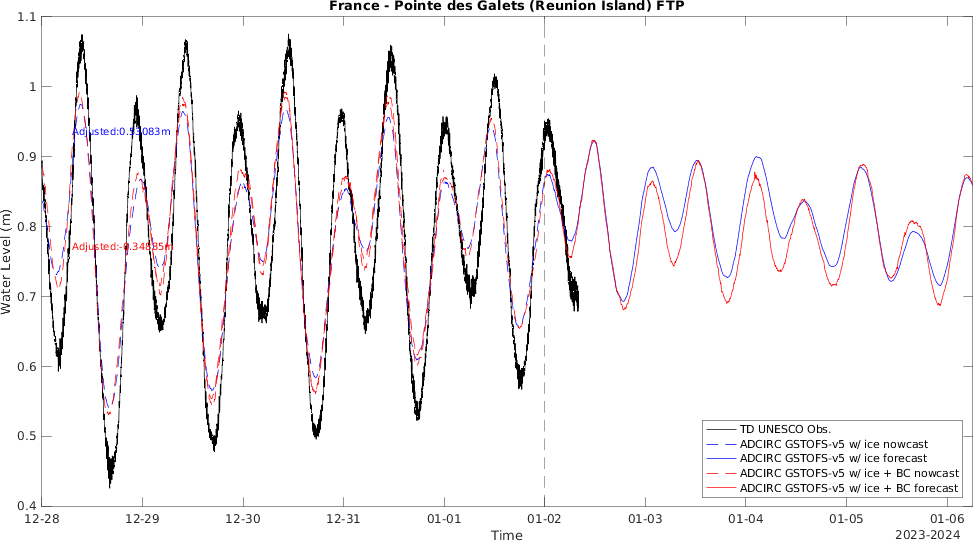 France - Pointe des Galets (Reunion Island) FTP
1.1
1
0.9
0.8
0.7
0.6
0.5
0.4
Water Level (m)
Adjusted:0.53083m
Adjusted:-0.34835m
TD UNESCO Obs.
ADCIRC GSTOFS-v5 w/ ice nowcast
ADCIRC GSTOFS-v5 w/ ice forecast
ADCIRC GSTOFS-v5 w/ ice + BC nowcast
ADCIRC GSTOFS-v5 w/ ice + BC forecast
12-28 12-29 12-30 12-31 01-01 01-02 01-03 01-04 01-05 01-06
Time
2023-2024